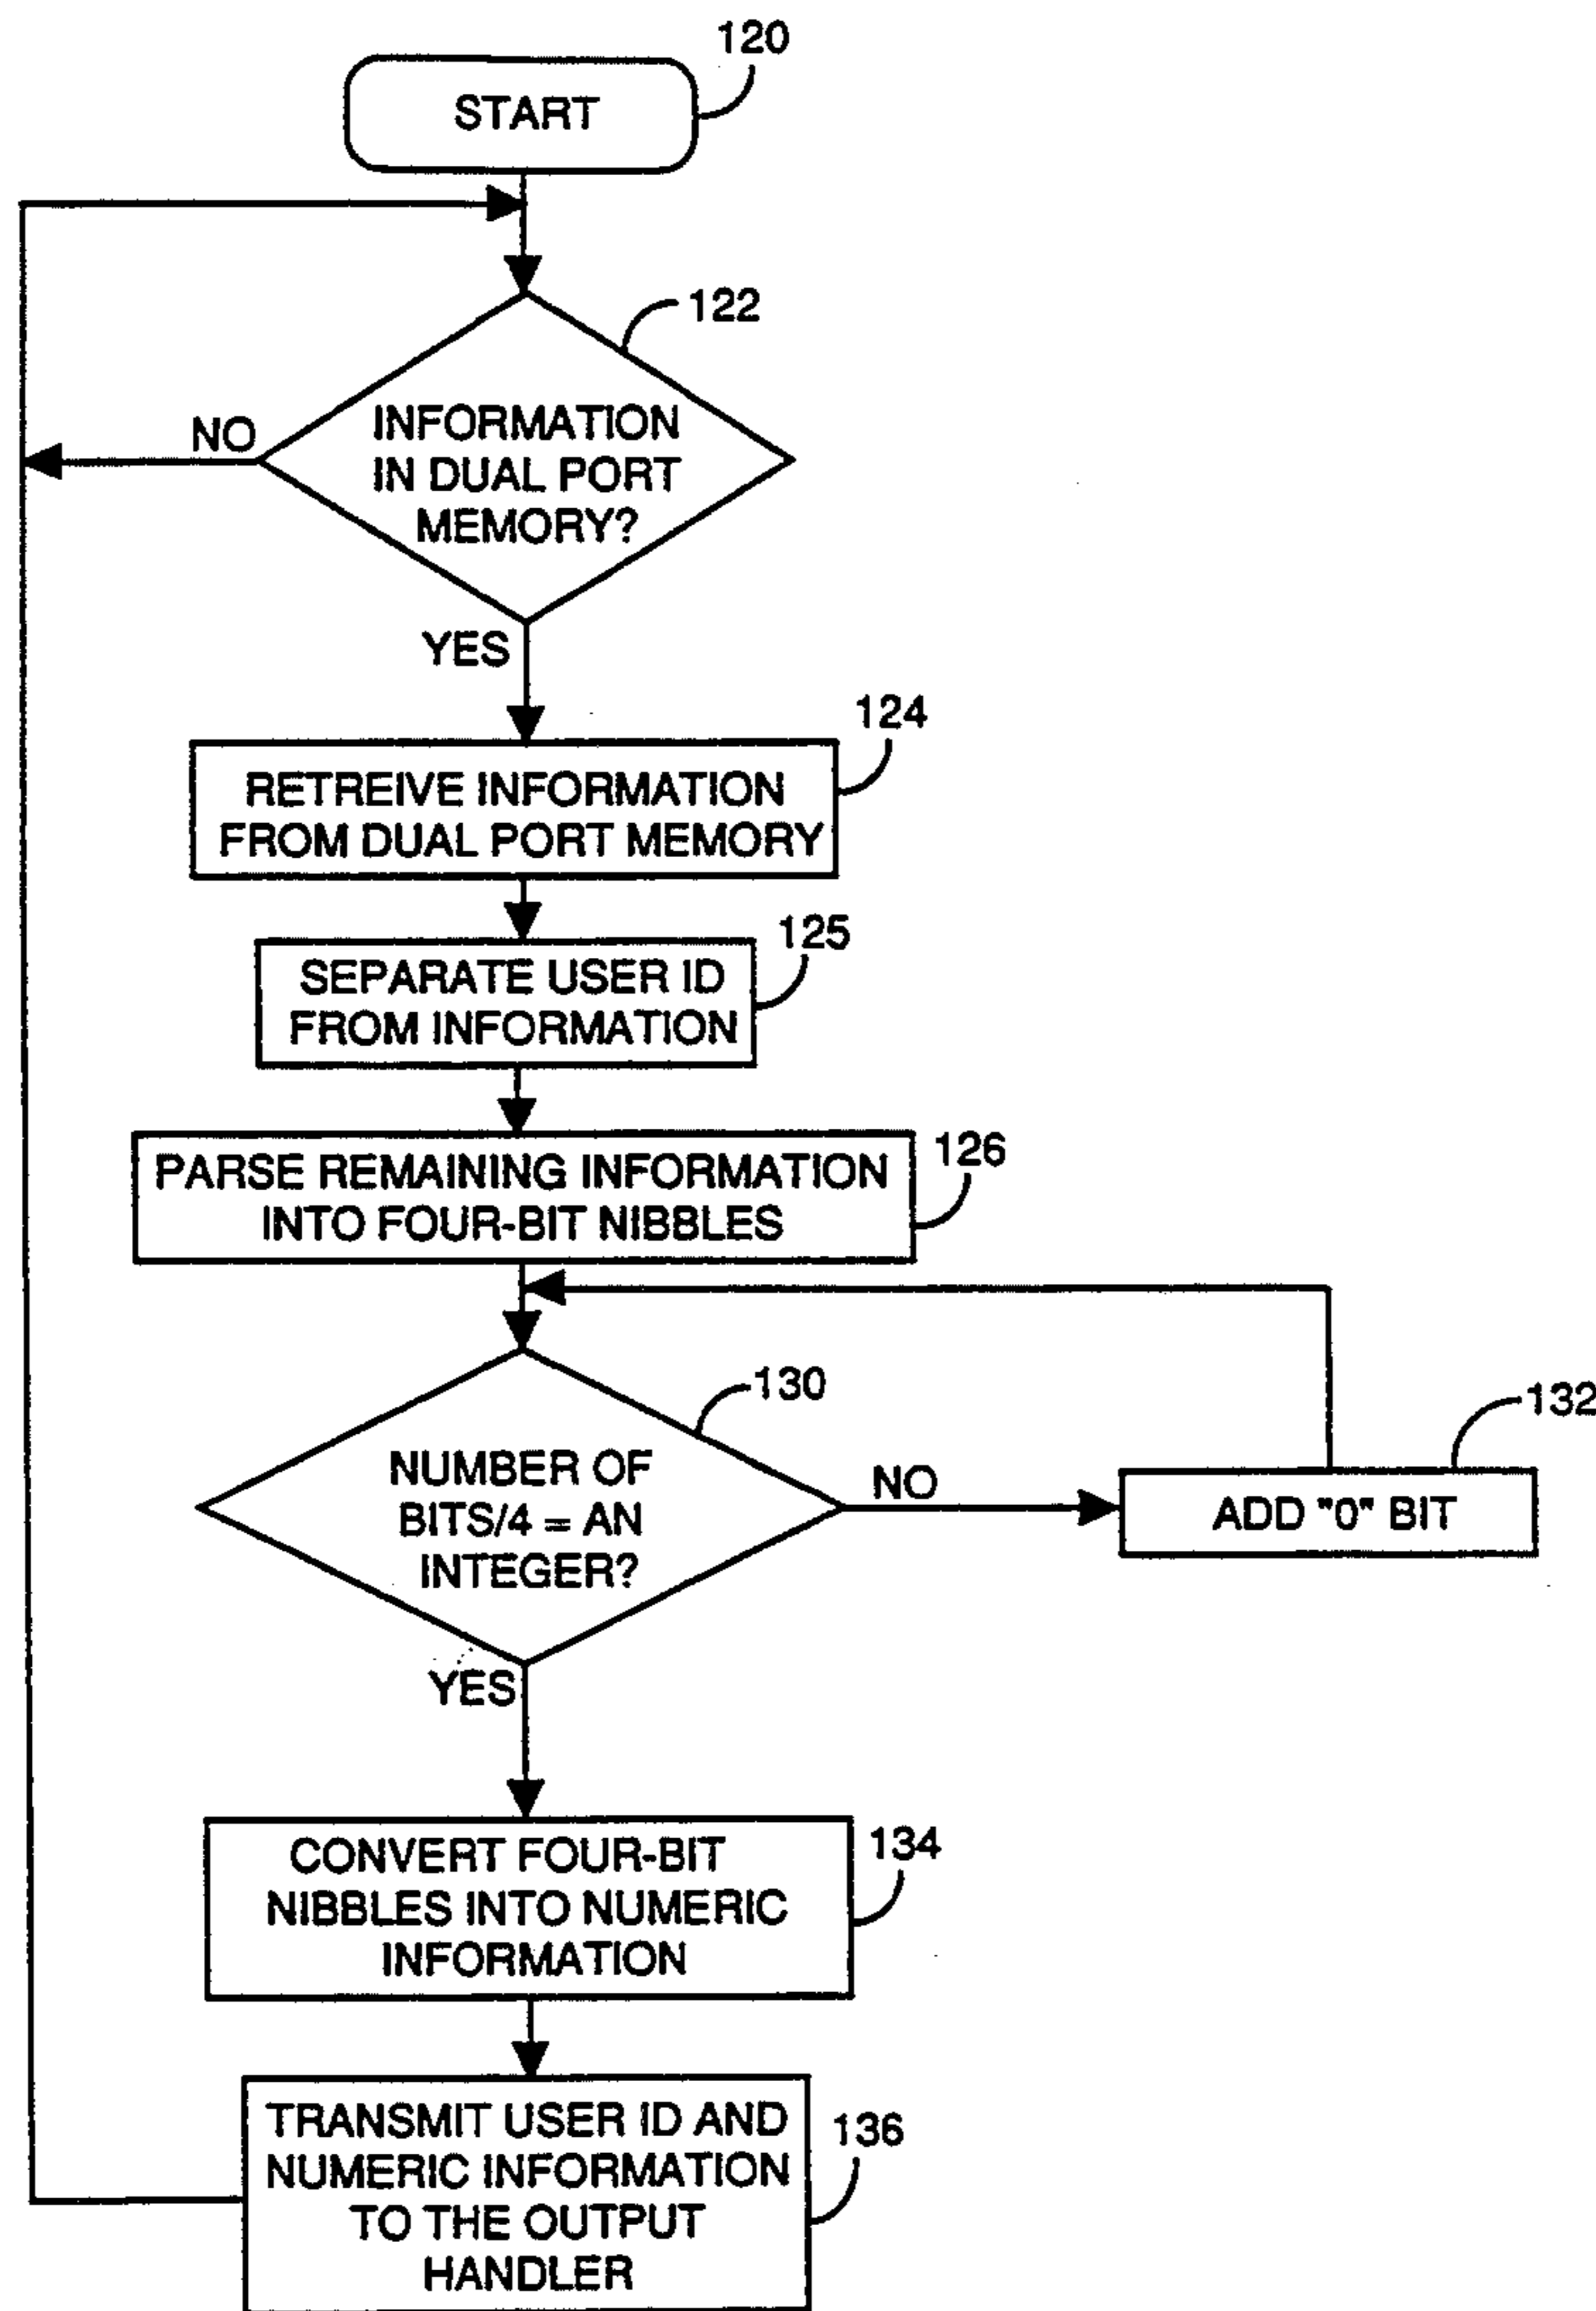 120
START
122
NO
INFORMATION
IN DUAL PORT
MEMORY?
YES
124
RETREIVE INFORMATION
FROM DUAL PORT MEMORY
125
SEPARATE USER ID
FROM INFORMATION
126
PARSE REMAINING INFORMATION
INTO FOUR-BIT NIBBLES
130
132
NUMBER OF
BITS/4 = AN
INTEGER?
NO
ADD "0" BIT
YES
134
CONVERT FOUR-BIT
NIBBLES INTO NUMERIC
INFORMATION
136
TRANSMIT USER ID AND
NUMERIC INFORMATION
TO THE OUTPUT
HANDLER